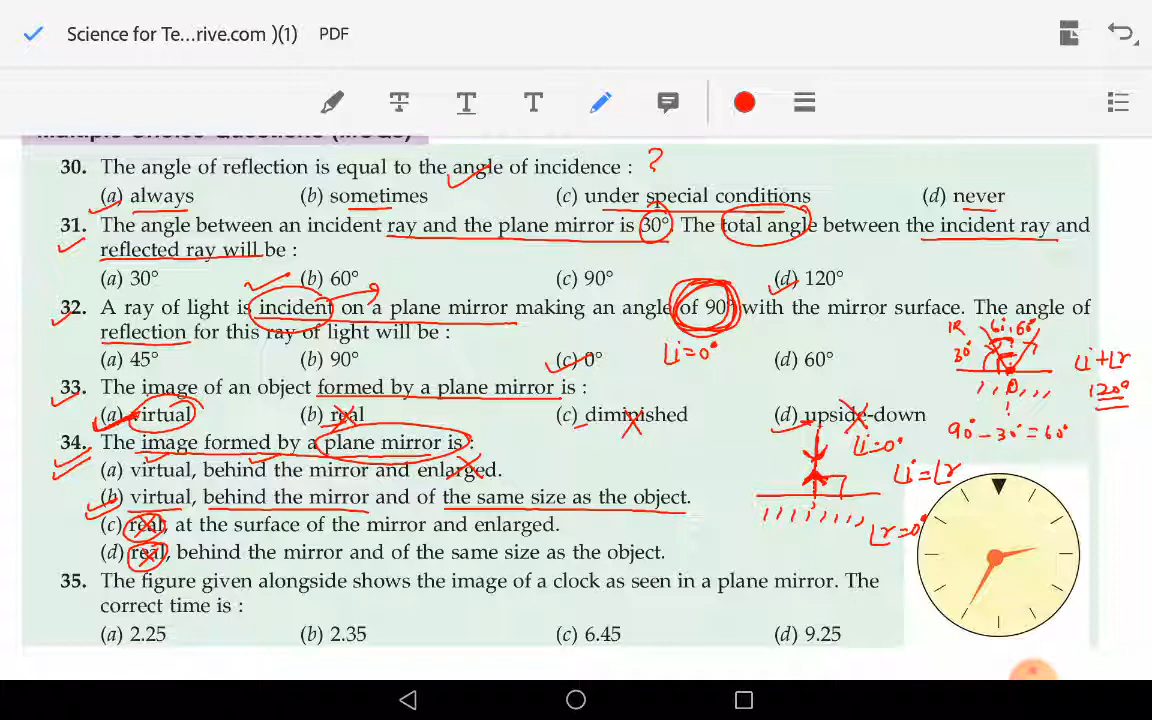 Science for Te...rive.com )(1) PDF
Multiple Choice Questions (MCQs)
30. The angle of reflection is equal to the angle of incidence : ?
(a) always (b) sometimes (c) under special conditions (d) never
31. The angle between an incident ray and the plane mirror is 30°. The total angle between the incident ray and
reflected ray will be :
(a) 30° (b) 60° (c) 90° (d) 120°
32. A ray of light is incident on a plane mirror making an angle of 90° with the mirror surface. The angle of
reflection for this ray of light will be :
∠i=0°
(a) 45° (b) 90° (c) 0° (d) 60°
30°
∠i+∠r
120°
33. The image of an object formed by a plane mirror is :
(a) virtual (b) real (c) diminished (d) upside-down
90°-30°=60°
34. The image formed by a plane mirror is :
∠i=0°
(a) virtual, behind the mirror and enlarged.
∠i=∠r
(b) virtual, behind the mirror and of the same size as the object.
(c) real, at the surface of the mirror and enlarged.
∠r=0°
(d) real, behind the mirror and of the same size as the object.
35. The figure given alongside shows the image of a clock as seen in a plane mirror. The
correct time is :
(a) 2.25 (b) 2.35 (c) 6.45 (d) 9.25